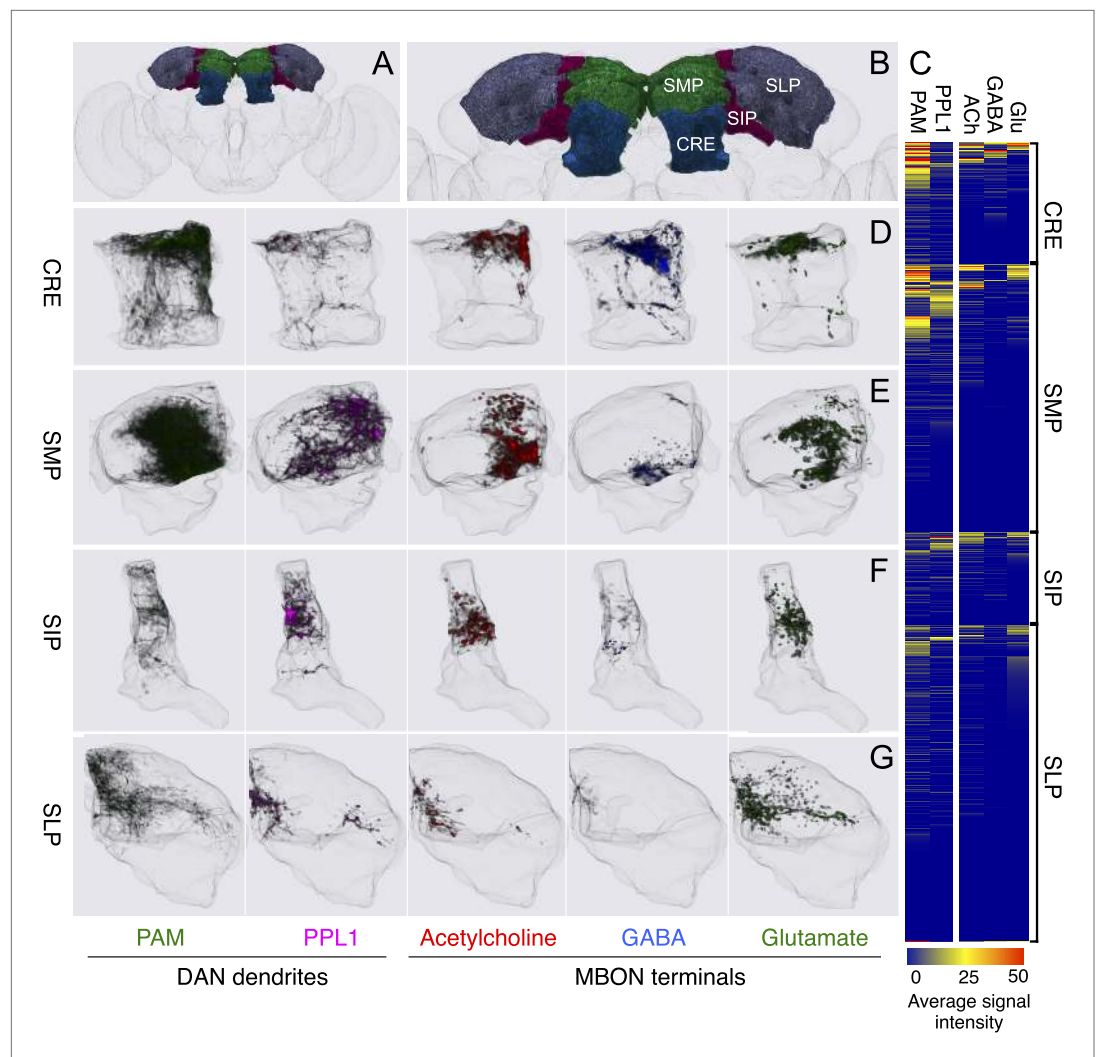 A
B
SMP
SLP
SIP
CRE
C
PAM
PPL1
ACh
GABA
Glu
CRE
SMP
SIP
SLP
CRE
D
SMP
E
SIP
F
SLP
G
PAM
PPL1
Acetylcholine
GABA
Glutamate
DAN dendrites
MBON terminals
0 25 50
Average signal
intensity